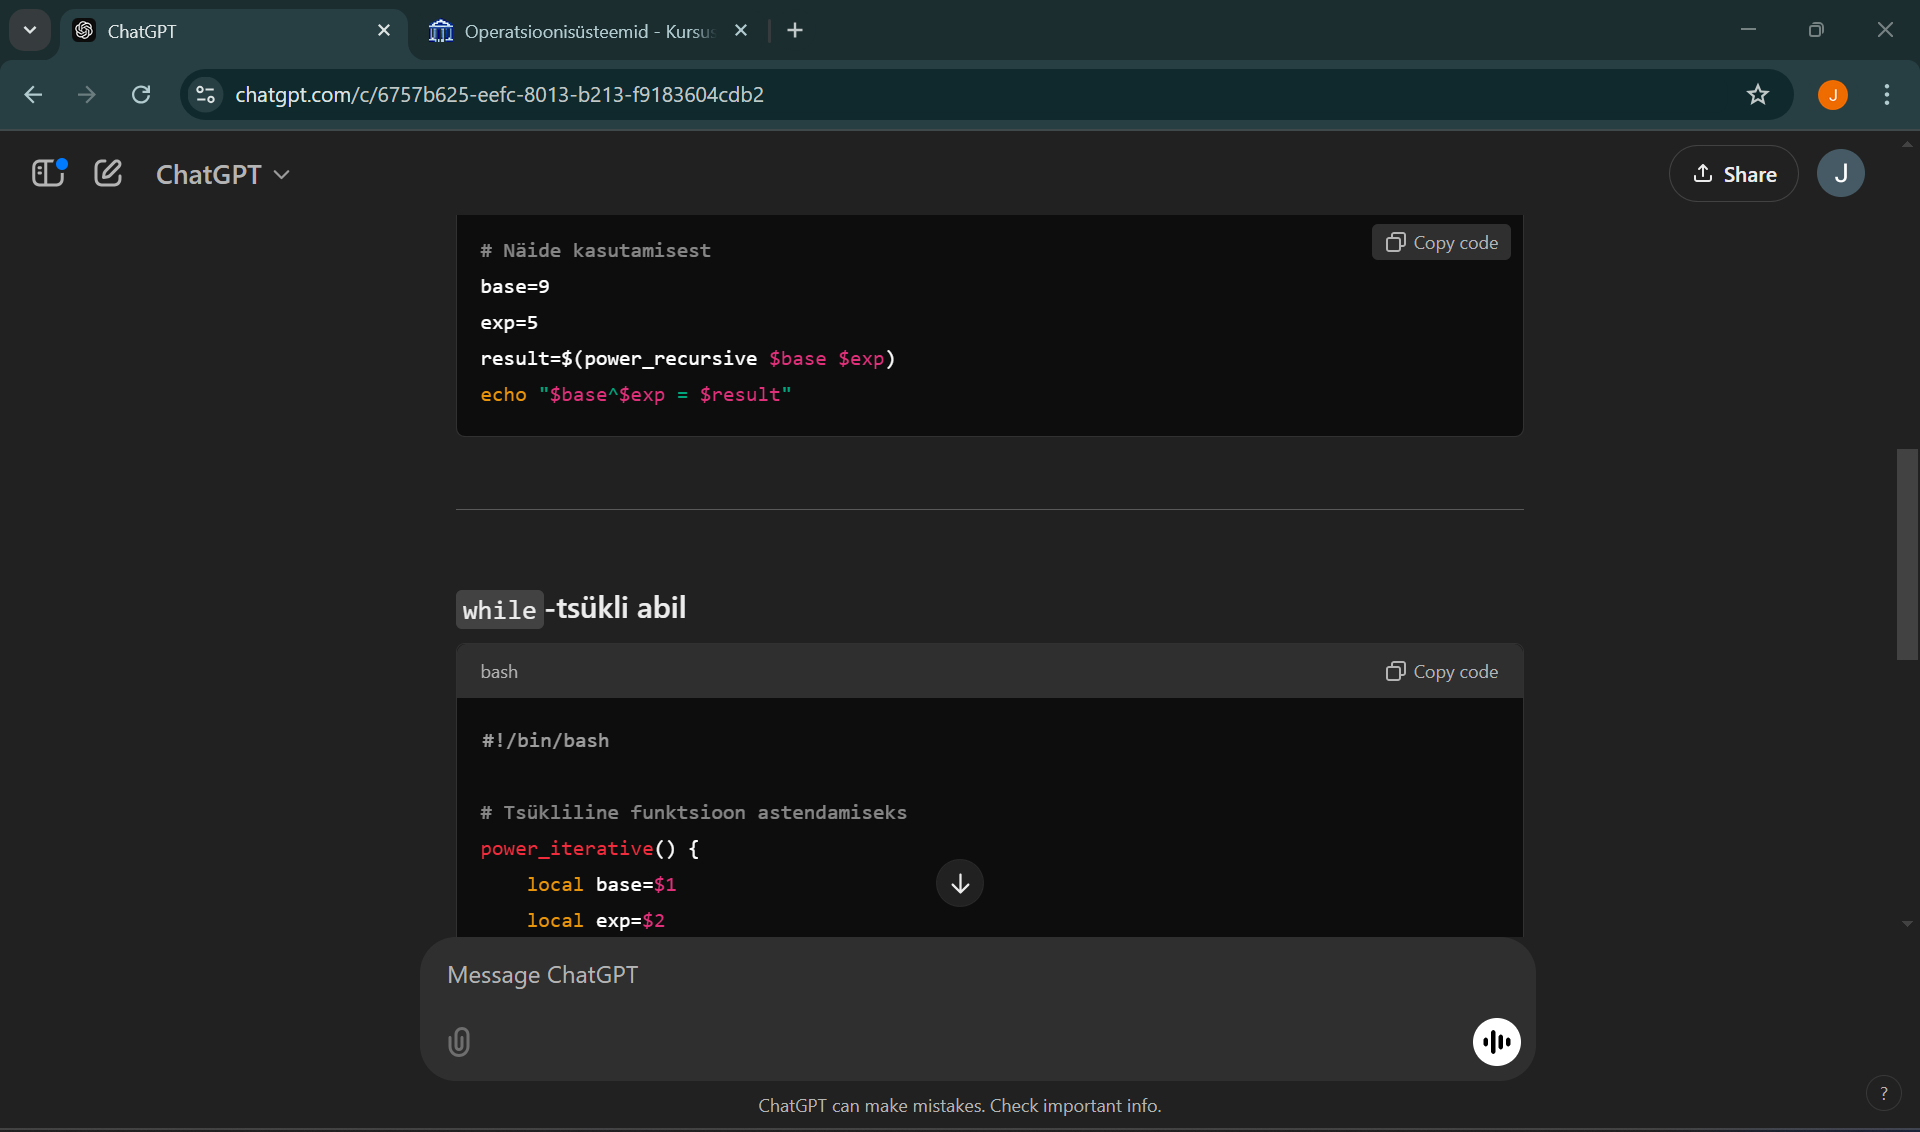 ChatGPT
Operatsioonisüsteemid - Kursus
chatgpt.com/c/6757b625-eefc-8013-b213-f9183604cdb2
J
ChatGPT
Share
J
Copy code
# Näide kasutamisest
base=9
exp=5
result=$(power_recursive $base $exp)
echo "$base^$exp = $result"
while-tsükli abil
bash
Copy code
#!/bin/bash
# Tsükliline funktsioon astendamiseks
power_iterative() {
local base=$1
local exp=$2
Message ChatGPT
ChatGPT can make mistakes. Check important info.
?